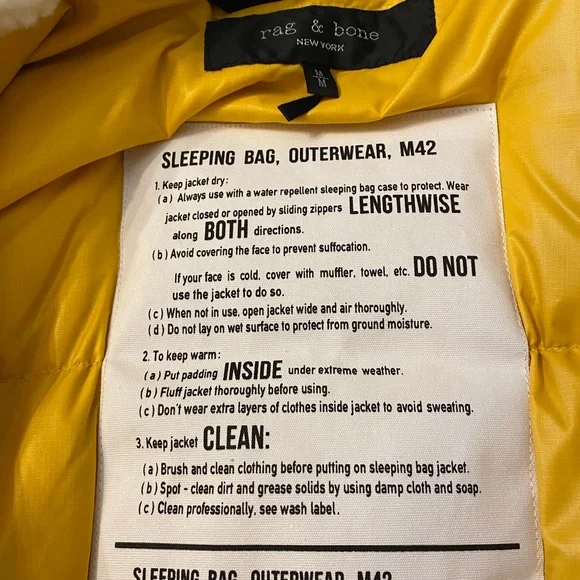 rag & bone
NEW YORK
M
M
SLEEPING BAG, OUTERWEAR, M42
1. Keep jacket dry:
(a) Always use with a water repellent sleeping bag case to protect. Wear
jacket closed or opened by sliding zippers LENGTHWISE
along BOTH directions.
(b) Avoid covering the face to prevent suffocation.
If your face is cold, cover with muffler, towel, etc. DO NOT
use the jacket to do so.
(c) When not in use, open jacket wide and air thoroughly.
(d) Do not lay on wet surface to protect from ground moisture.
2. To keep warm:
(a) Put padding INSIDE under extreme weather.
(b) Fluff jacket thoroughly before using.
(c) Don't wear extra layers of clothes inside jacket to avoid sweating.
3. Keep jacket CLEAN:
(a) Brush and clean clothing before putting on sleeping bag jacket.
(b) Spot - clean dirt and grease solids by using damp cloth and soap.
(c) Clean professionally, see wash label.
SLEEPING BAG, OUTERWEAR, M42